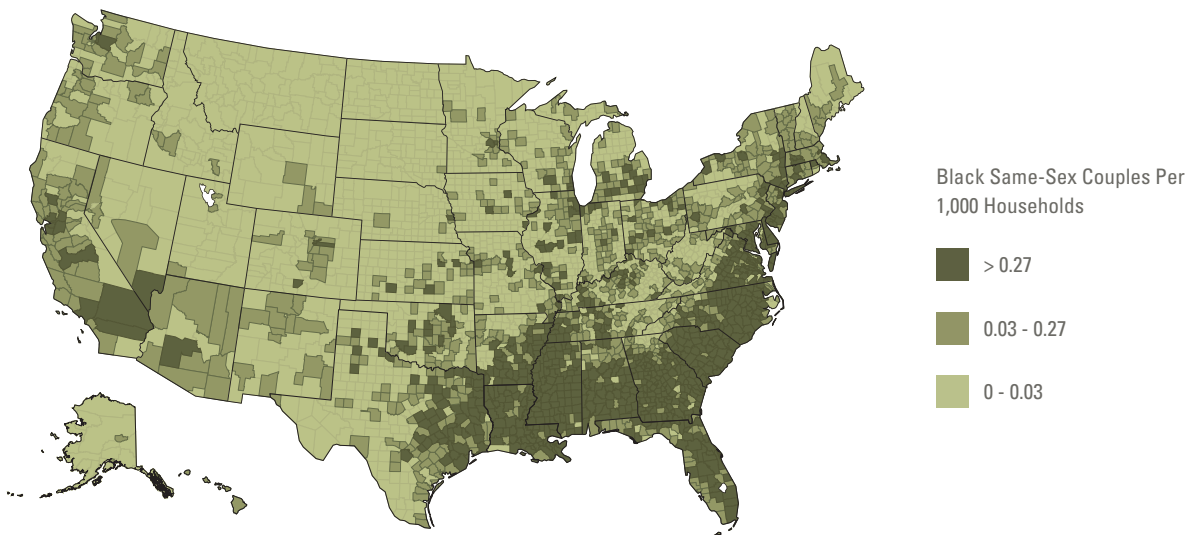 Black Same-Sex Couples Per
1,000 Households
> 0.27
0.03 - 0.27
0 - 0.03